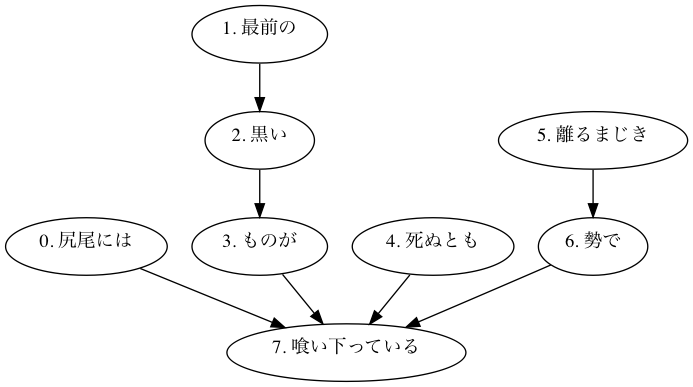 1. 最前の
2. 黒い
5. 離るまじき
0. 尻尾には
3. ものが
4. 死ぬとも
6. 勢で
7. 喰い下っている